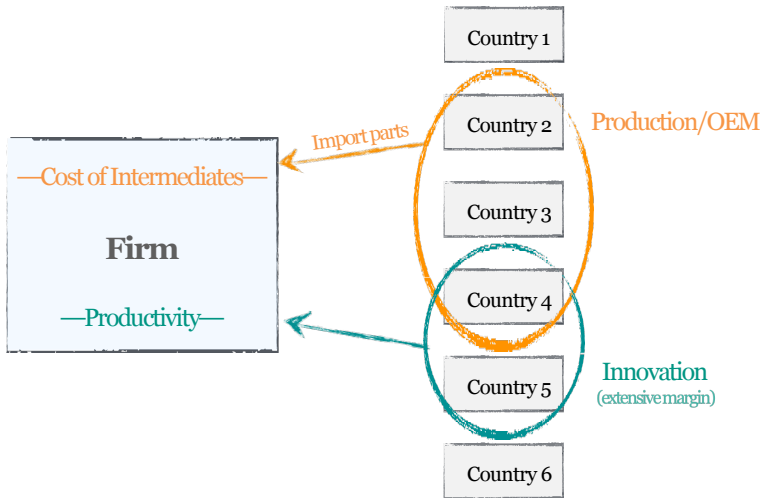 Country 1
Country 2
Production/OEM
Import parts
—Cost of Intermediates—
Country 3
Firm
Country 4
—Productivity—
Innovation
Country 5
(extensive margin)
Country 6